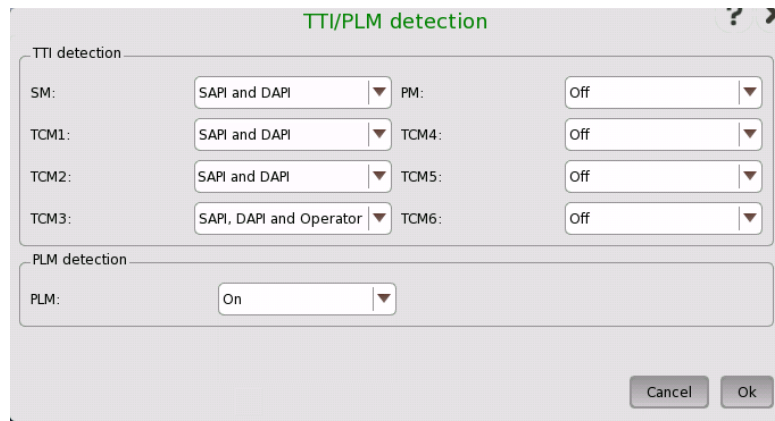 TTI/PLM detection
?
TTI detection
SM: SAPI and DAPI PM: Off
TCM1: SAPI and DAPI TCM4: Off
TCM2: SAPI and DAPI TCM5: Off
TCM3: SAPI, DAPI and Operator TCM6: Off
PLM detection
PLM: On
Cancel Ok